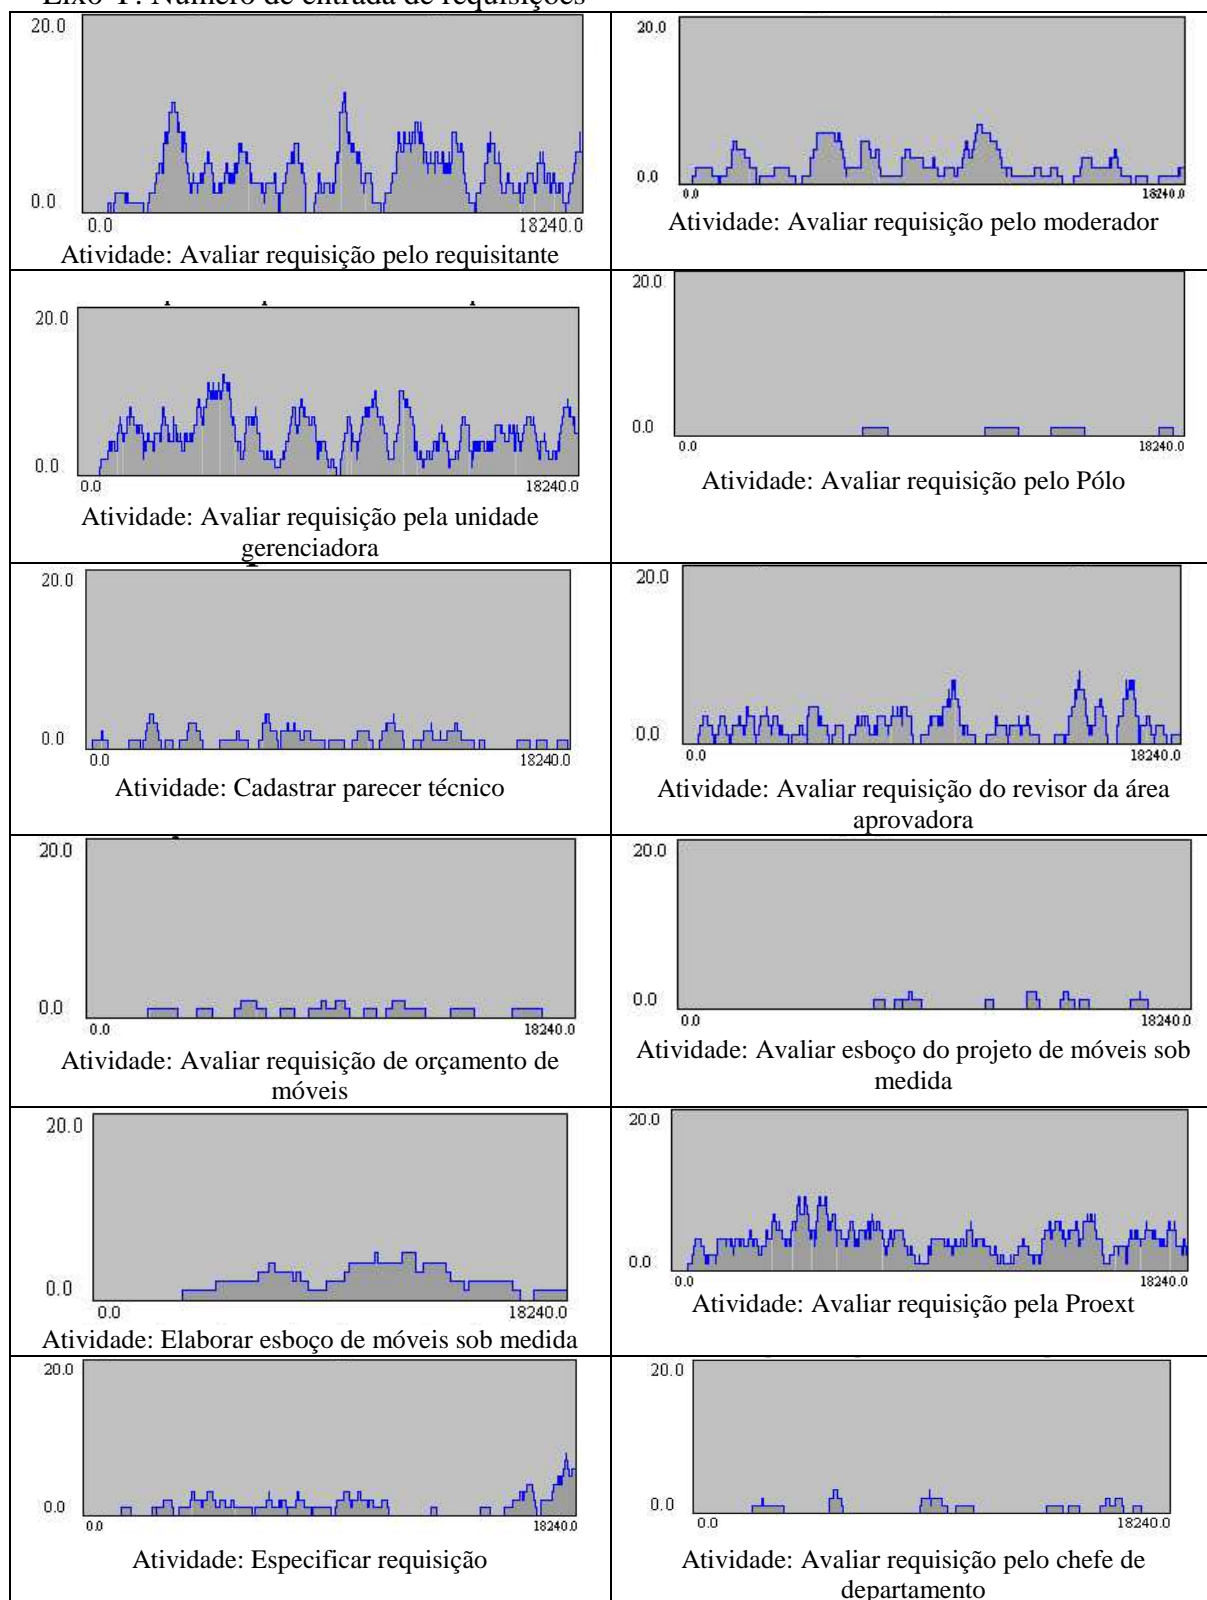 Eixo Y: Número de entrada de requisições
20.0
0.0
0.0 18240.0
Atividade: Avaliar requisição pelo requisitante
20.0
0.0
0.0 18240.0
Atividade: Avaliar requisição pelo moderador
20.0
0.0
0.0 18240.0
Atividade: Avaliar requisição pela unidade
gerenciadora
20.0
0.0
0.0 18240.0
Atividade: Avaliar requisição pelo Pólo
20.0
0.0
0.0 18240.0
Atividade: Cadastrar parecer técnico
20.0
0.0
0.0 18240.0
Atividade: Avaliar requisição do revisor da área
aprovadora
20.0
0.0
0.0 18240.0
Atividade: Avaliar requisição de orçamento de
móveis
20.0
0.0
0.0 18240.0
Atividade: Avaliar esboço do projeto de móveis sob
medida
20.0
0.0
0.0 18240.0
Atividade: Elaborar esboço de móveis sob medida
20.0
0.0
0.0 18240.0
Atividade: Avaliar requisição pela Proext
20.0
0.0
0.0 18240.0
Atividade: Especificar requisição
20.0
0.0
0.0 18240.0
Atividade: Avaliar requisição pelo chefe de
departamento